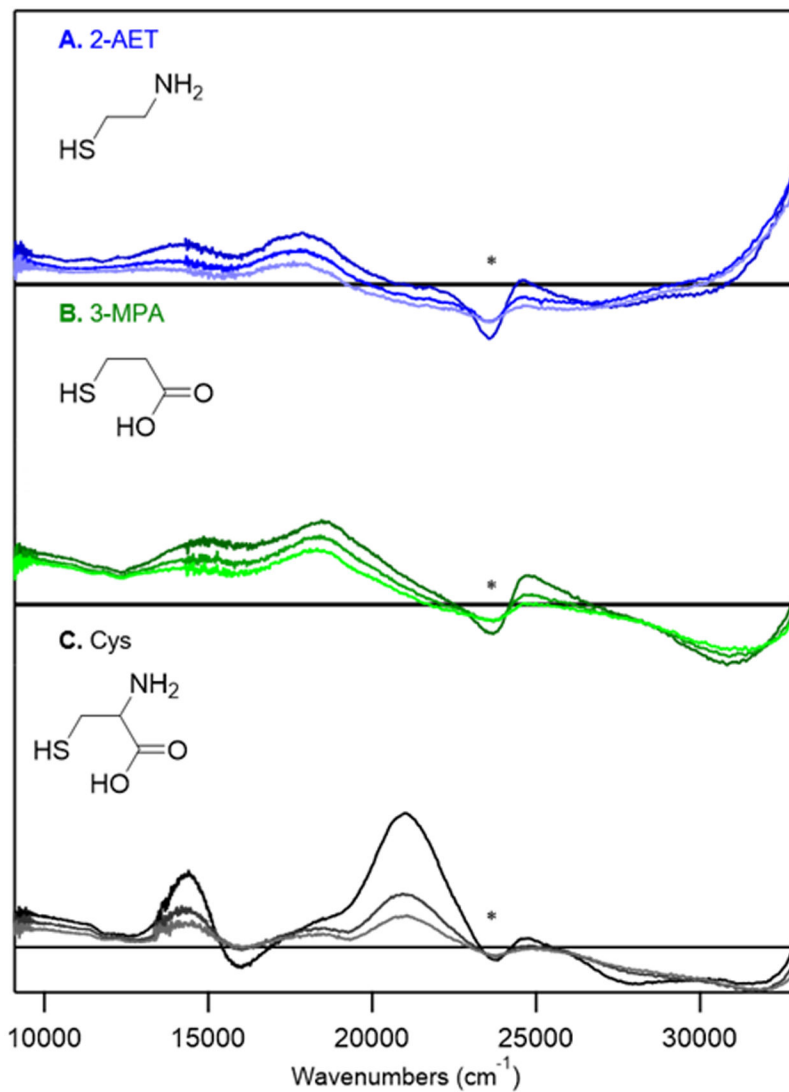 A. 2-AET
NH₂
HS
*
B. 3-MPA
HS
O
HO
*
C. Cys
NH₂
HS
O
HO
*
10000 15000 20000 25000 30000
Wavenumbers (cm⁻¹)